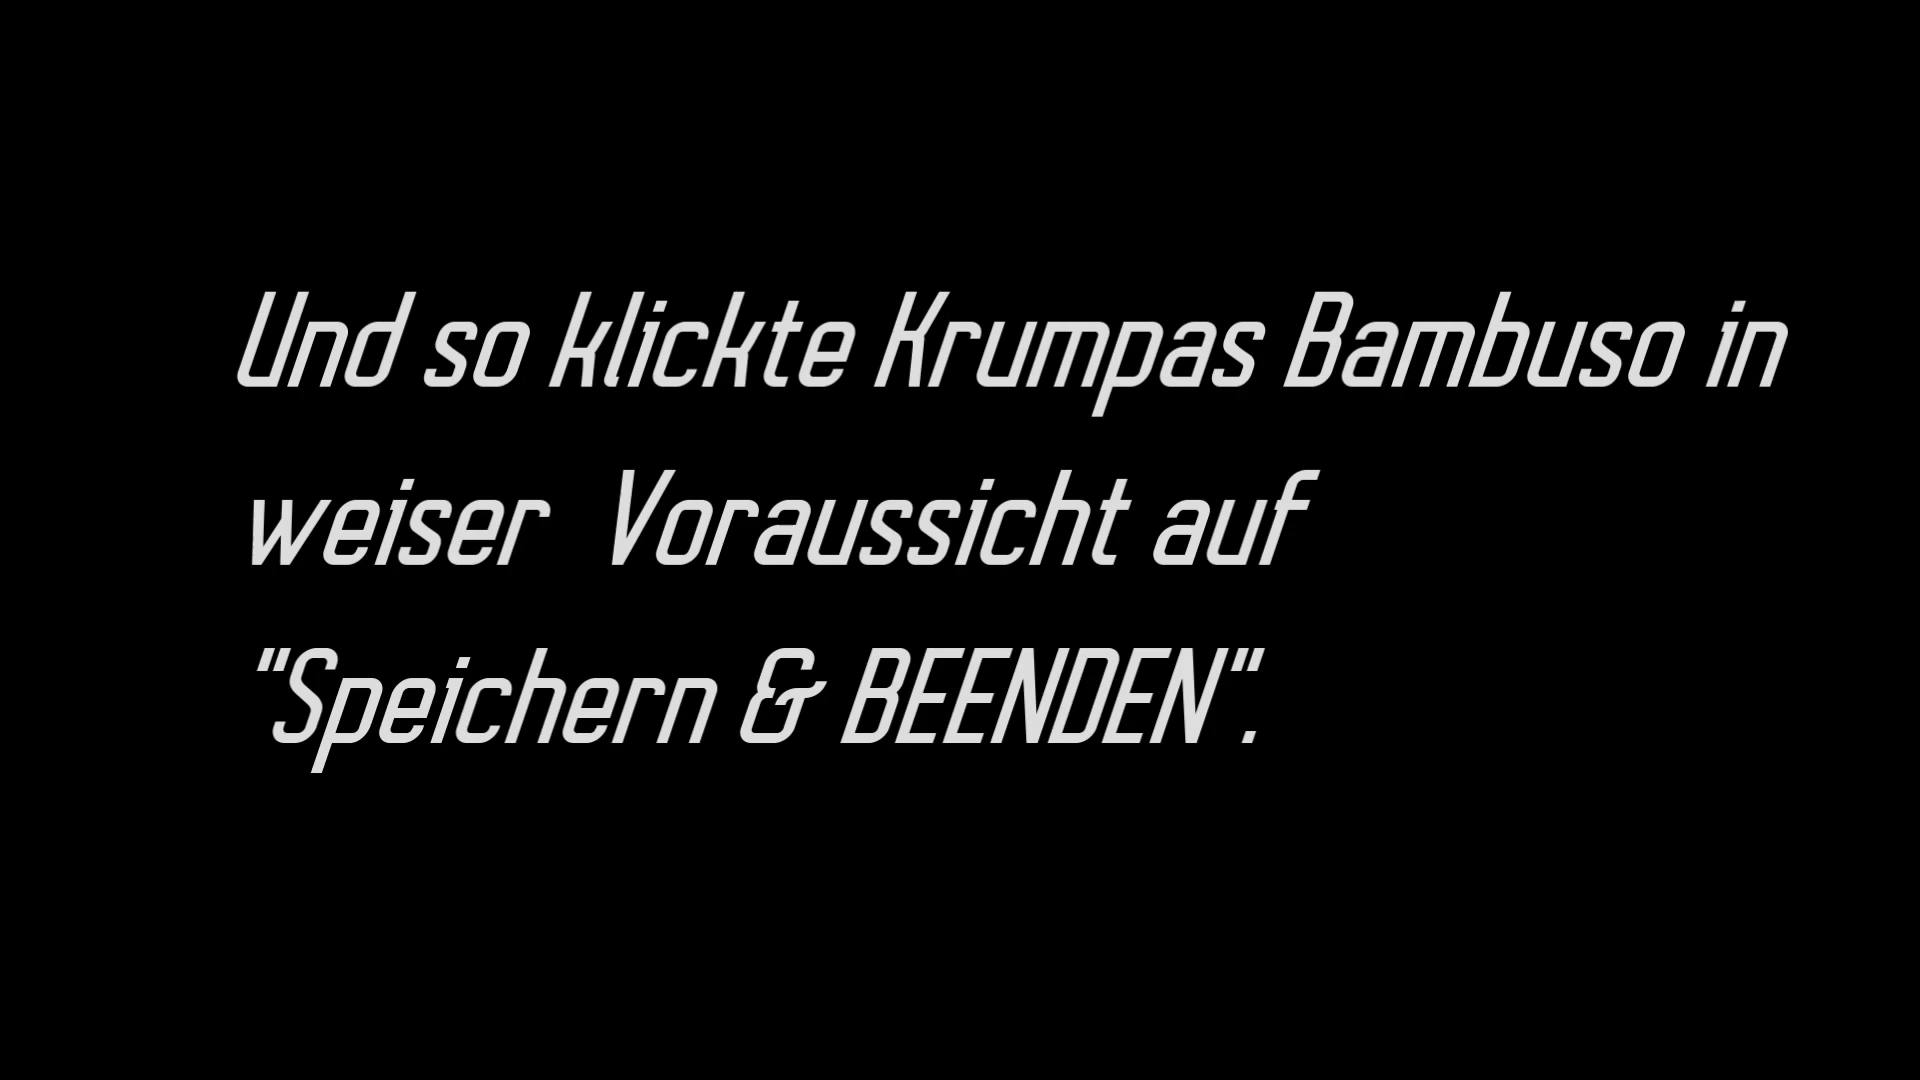 Und so klickte Krumpas Bambuso in
weiser  Voraussicht auf
"Speichern & BEENDEN".